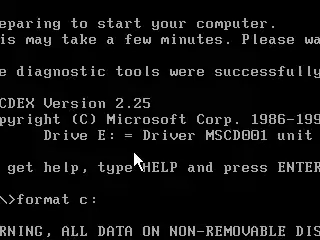 eparing to start your computer.
is may take a few minutes. Please wa
e diagnostic tools were successfully
CDEX Version 2.25
pyright (C) Microsoft Corp. 1986-199
Drive E: = Driver MSCD001 unit
get help, type HELP and press ENTER
\>format c:
RNING, ALL DATA ON NON-REMOVABLE DIS